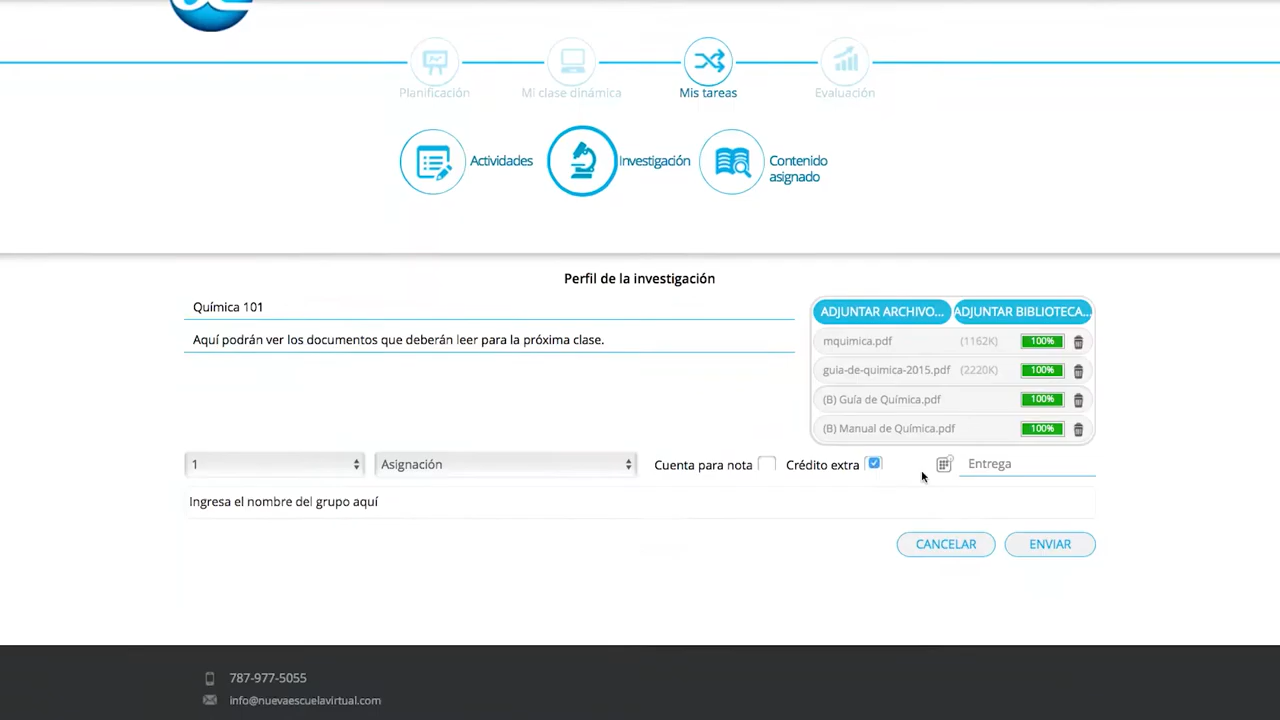 Planificación
Mi clase dinámica
Mis tareas
Evaluación
Actividades
Investigación
Contenido
asignado
Perfil de la investigación
Química 101
Aquí podrán ver los documentos que deberán leer para la próxima clase.
ADJUNTAR ARCHIVO... ADJUNTAR BIBLIOTECA...
mquimica.pdf (1162K) 100%
guia-de-quimica-2015.pdf (2220K) 100%
(B) Guía de Química.pdf 100%
(B) Manual de Química.pdf 100%
1 Asignación Cuenta para nota Crédito extra Entrega
Ingresa el nombre del grupo aquí
CANCELAR ENVIAR
787-977-5055
info@nuevaescuelavirtual.com